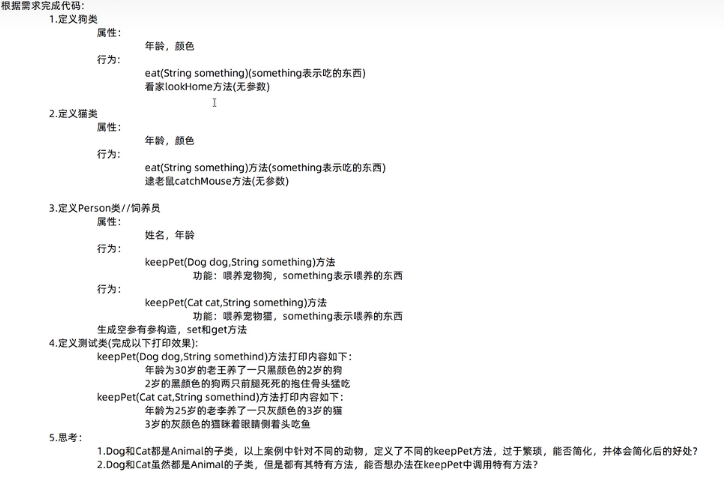 根据需求完成代码：
1.定义狗类
属性：
年龄，颜色
行为：
eat(String something)(something表示吃的东西)
看家lookHome方法(无参数)
2.定义猫类
属性：
年龄，颜色
行为：
eat(String something)方法(something表示吃的东西)
逮老鼠catchMouse方法(无参数)
3.定义Person类//饲养员
属性：
姓名，年龄
行为：
keepPet(Dog dog,String something)方法
功能：喂养宠物狗，something表示喂养的东西
行为：
keepPet(Cat cat,String something)方法
功能：喂养宠物猫，something表示喂养的东西
生成空参有参构造，set和get方法
4.定义测试类(完成以下打印效果):
keepPet(Dog dog,String somethind)方法打印内容如下：
年龄为30岁的老王养了一只黑颜色的2岁的狗
2岁的黑颜色的狗两只前腿死死的抱住骨头猛吃
keepPet(Cat cat,String somethind)方法打印内容如下：
年龄为25岁的老李养了一只灰颜色的3岁的猫
3岁的灰颜色的猫眯着眼睛侧着头吃鱼
5.思考：
1.Dog和Cat都是Animal的子类，以上案例中针对不同的动物，定义了不同的keepPet方法，过于繁琐，能否简化，并体会简化后的好处？
2.Dog和Cat虽然都是Animal的子类，但是都有其特有方法，能否想办法在keepPet中调用特有方法？